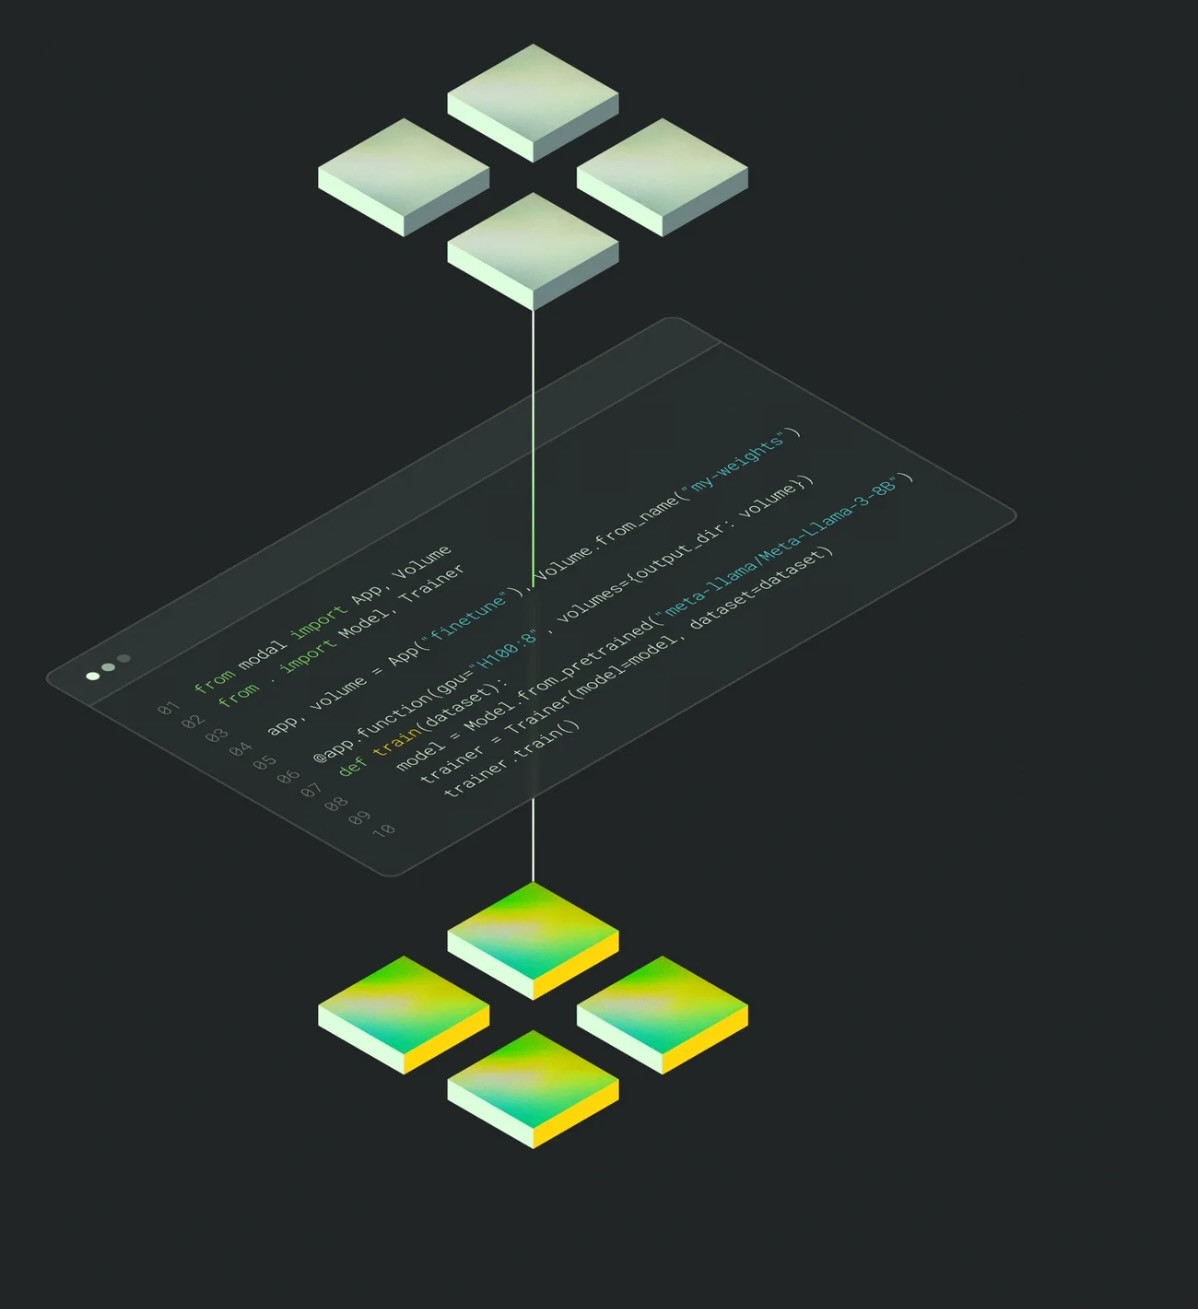 01 from modal import App, Volume
02 from . import Model, Trainer
03
04 app, volume = App("finetune"), Volume.from_name("my-weights")
05
06 @app.function(gpu="H100:8", volumes={output_dir: volume})
07 def train(dataset):
08     model = Model.from_pretrained("meta-llama/Meta-Llama-3-8B")
09     trainer = Trainer(model=model, dataset=dataset)
10     trainer.train()